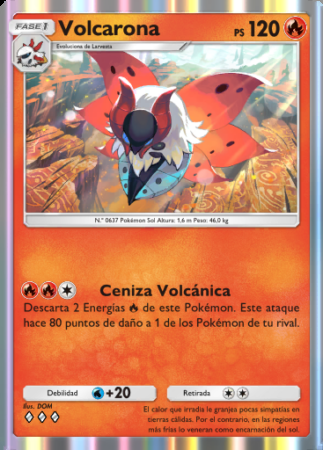 FASE 1 Volcarona PS 120
Evoluciona de Larvesta
N.º 0637 Pokémon Sol Altura: 1,6 m Peso: 46,0 kg
Ceniza Volcánica
Descarta 2 Energías de este Pokémon. Este ataque
hace 80 puntos de daño a 1 de los Pokémon de tu rival.
Debilidad +20 Retirada
Ilus. DOM
El calor que irradia le granjea pocas simpatías en
tierras cálidas. Por el contrario, en las regiones
más frías lo veneran como encarnación del sol.